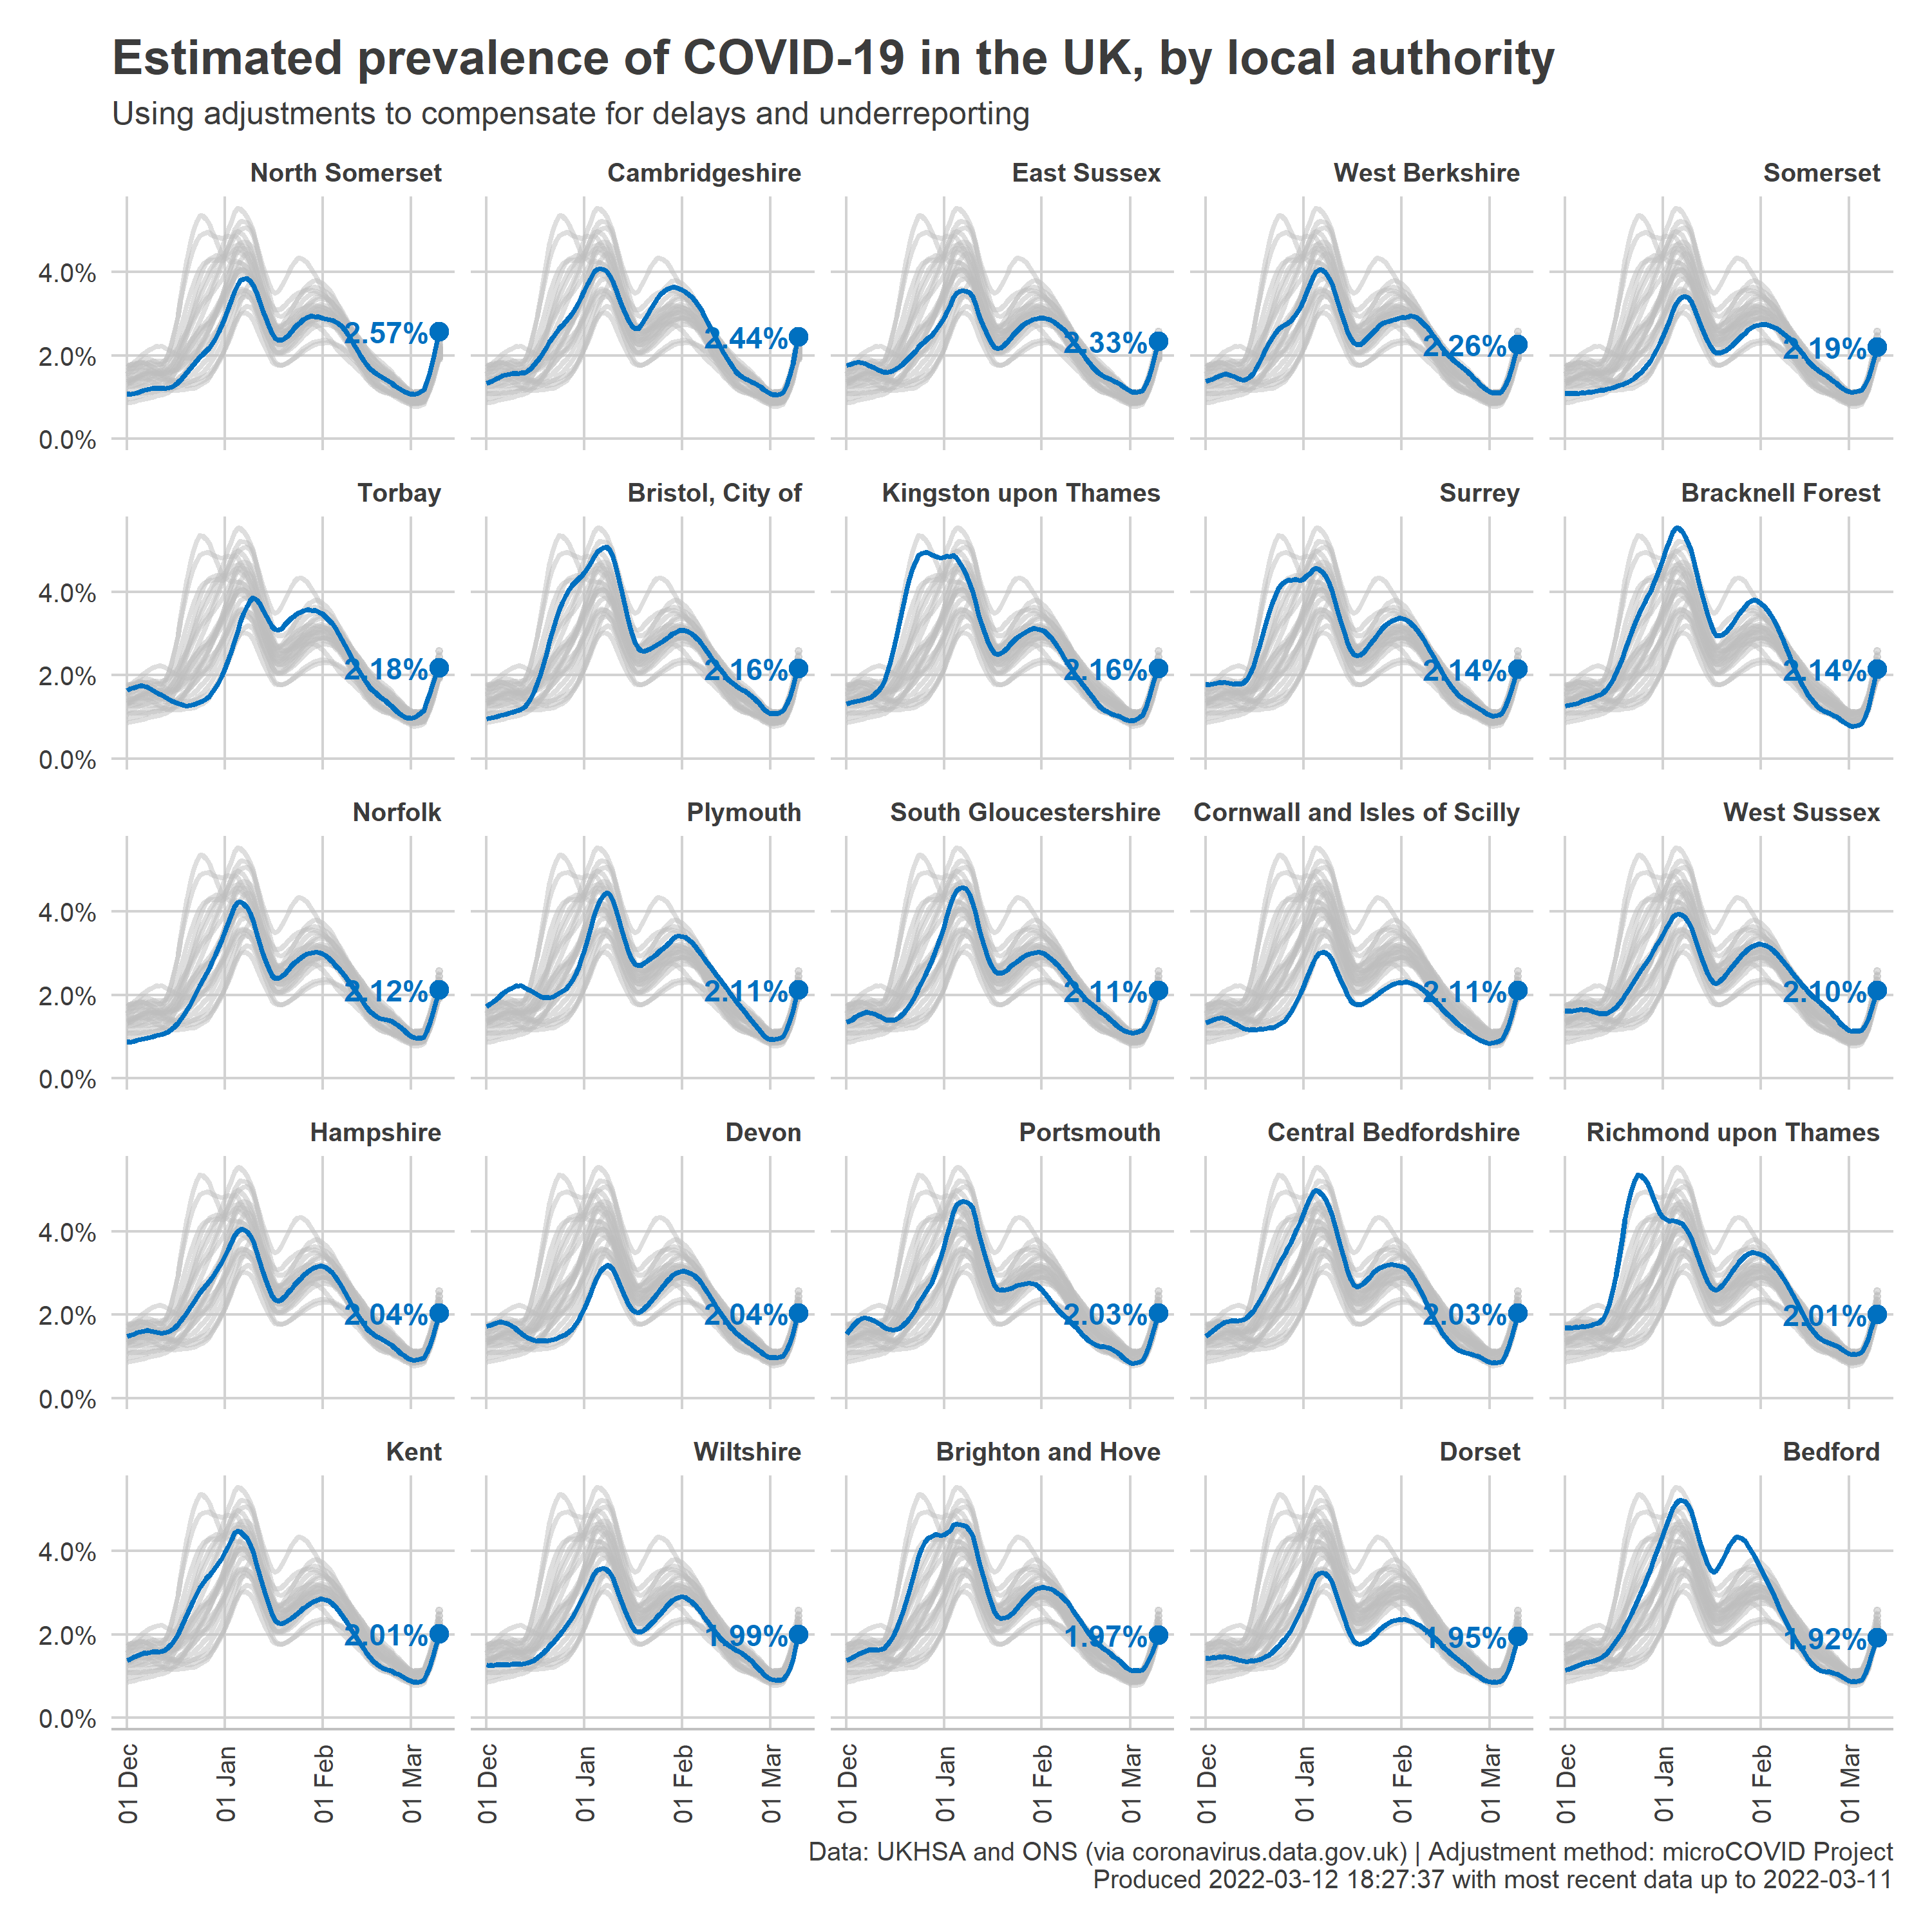 Estimated prevalence of COVID-19 in the UK, by local authority
Using adjustments to compensate for delays and underreporting
North Somerset
Cambridgeshire
East Sussex
West Berkshire
Somerset
4.0%
2.0%
0.0%
2.57%
2.44%
2.33%
2.26%
2.19%
Torbay
Bristol, City of
Kingston upon Thames
Surrey
Bracknell Forest
4.0%
2.0%
0.0%
2.18%
2.16%
2.16%
2.14%
2.14%
Norfolk
Plymouth
South Gloucestershire
Cornwall and Isles of Scilly
West Sussex
4.0%
2.0%
0.0%
2.12%
2.11%
2.11%
2.11%
2.10%
Hampshire
Devon
Portsmouth
Central Bedfordshire
Richmond upon Thames
4.0%
2.0%
0.0%
2.04%
2.04%
2.03%
2.03%
2.01%
Kent
Wiltshire
Brighton and Hove
Dorset
Bedford
4.0%
2.0%
0.0%
2.01%
1.99%
1.97%
1.95%
1.92%
01 Dec
01 Jan
01 Feb
01 Mar
01 Dec
01 Jan
01 Feb
01 Mar
01 Dec
01 Jan
01 Feb
01 Mar
01 Dec
01 Jan
01 Feb
01 Mar
01 Dec
01 Jan
01 Feb
01 Mar
Data: UKHSA and ONS (via coronavirus.data.gov.uk) | Adjustment method: microCOVID Project
Produced 2022-03-12 18:27:37 with most recent data up to 2022-03-11